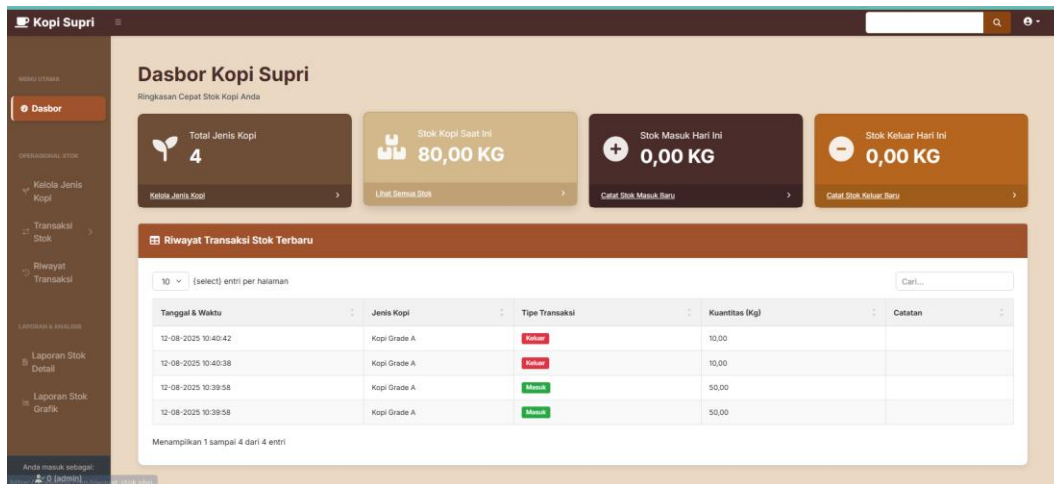 Kopi Supri
MENU UTAMA
Dasbor
OPERASIONAL STOK
Kelola Jenis
Kopi
Transaksi
Stok
Riwayat
Transaksi
LAPORAN & ANALISIS
Laporan Stok
Detail
Laporan Stok
Grafik
Anda masuk sebagai:
0 (admin)
Dasbor Kopi Supri
Ringkasan Cepat Stok Kopi Anda
Total Jenis Kopi
4
Kelola Jenis Kopi
Stok Kopi Saat Ini
80,00 KG
Lihat Semua Stok
Stok Masuk Hari Ini
0,00 KG
Catat Stok Masuk Baru
Stok Keluar Hari Ini
0,00 KG
Catat Stok Keluar Baru
Riwayat Transaksi Stok Terbaru
10 {select} entri per halaman Cari...
Tanggal & Waktu Jenis Kopi Tipe Transaksi Kuantitas (Kg) Catatan
12-08-2025 10:40:42 Kopi Grade A Keluar 10,00
12-08-2025 10:40:38 Kopi Grade A Keluar 10,00
12-08-2025 10:39:58 Kopi Grade A Masuk 50,00
12-08-2025 10:39:58 Kopi Grade A Masuk 50,00
Menampilkan 1 sampai 4 dari 4 entri